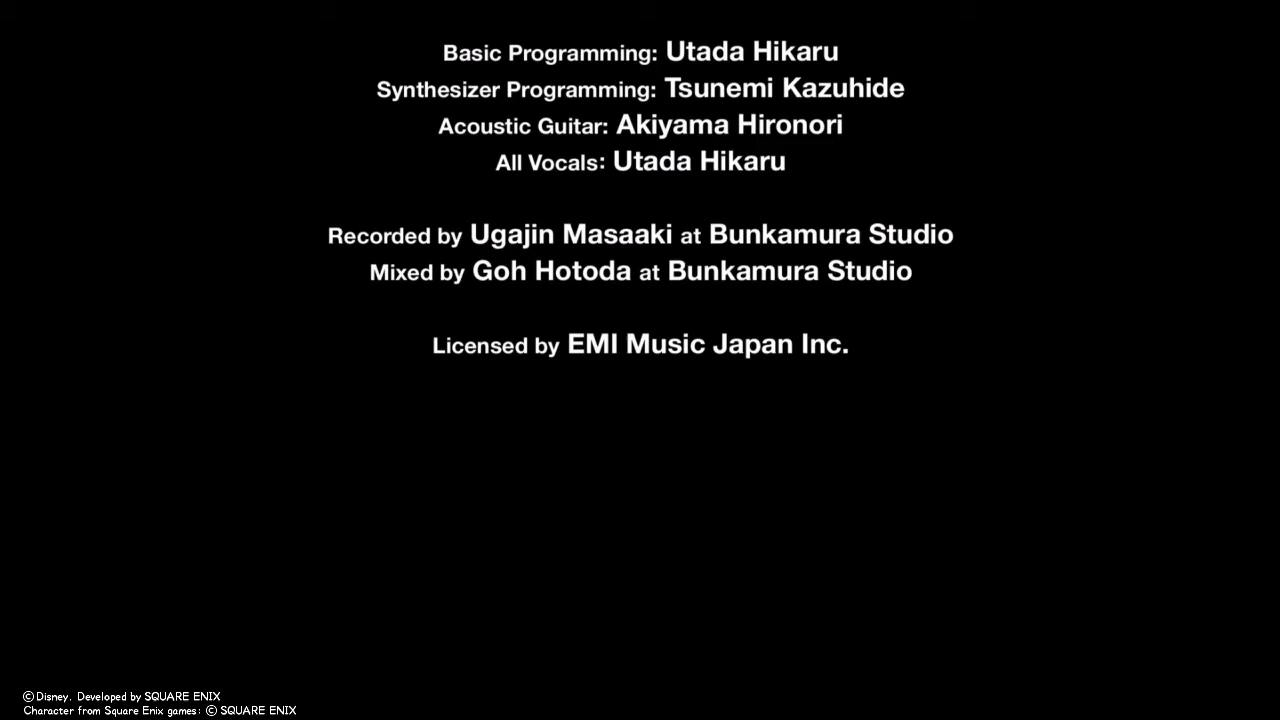 Basic Programming: Utada Hikaru
Synthesizer Programming: Tsunemi Kazuhide
Acoustic Guitar: Akiyama Hironori
All Vocals: Utada Hikaru
Recorded by Ugajin Masaaki at Bunkamura Studio
Mixed by Goh Hotoda at Bunkamura Studio
Licensed by EMI Music Japan Inc.
©Disney. Developed by SQUARE ENIX
Character from Square Enix games: © SQUARE ENIX